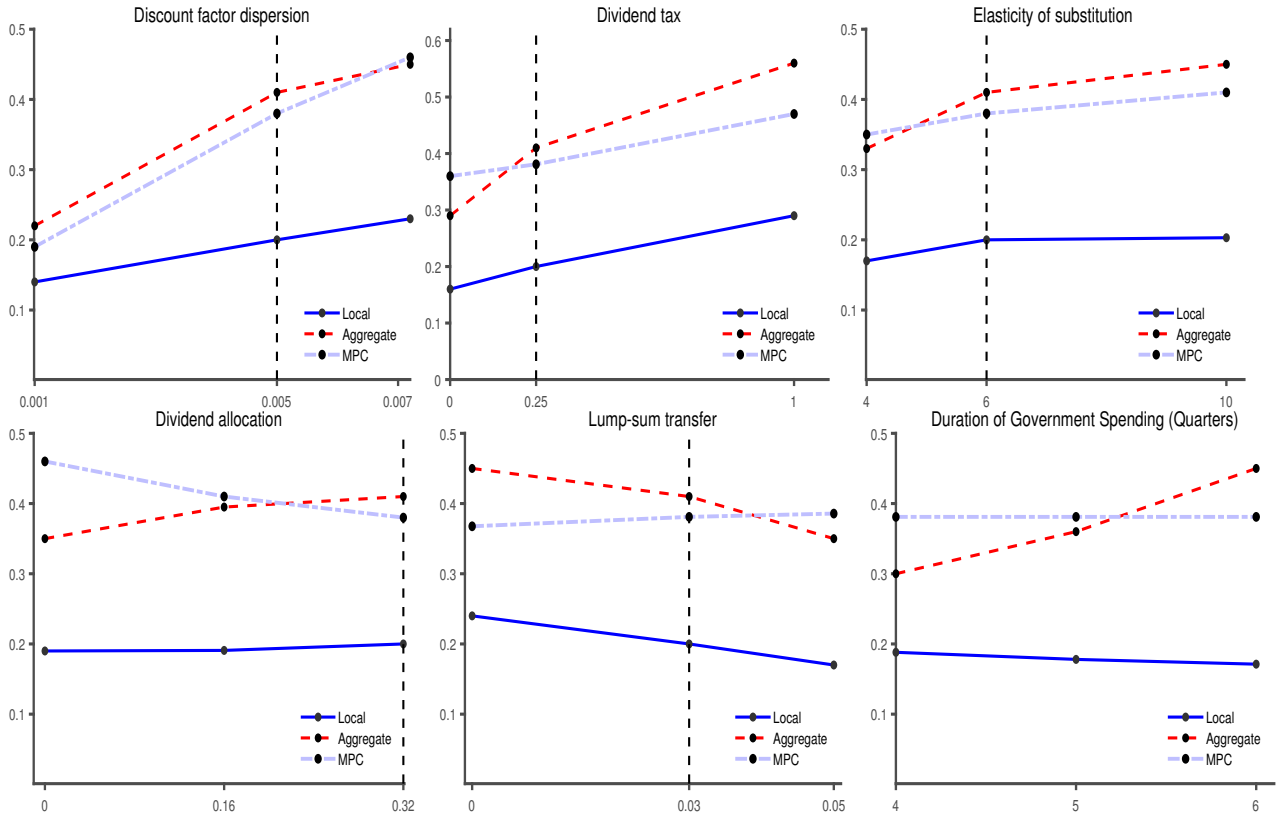 Discount factor dispersion
0.5
0.4
0.3
0.2
0.1
0.001
0.005
0.007
Local
Aggregate
MPC
Dividend tax
0.6
0.5
0.4
0.3
0.2
0.1
0
0
0.25
1
Local
Aggregate
MPC
Elasticity of substitution
0.5
0.4
0.3
0.2
0.1
4
6
10
Local
Aggregate
MPC
Dividend allocation
0.5
0.4
0.3
0.2
0.1
0
0.16
0.32
Local
Aggregate
MPC
Lump-sum transfer
0.5
0.4
0.3
0.2
0.1
0
0.03
0.05
Local
Aggregate
MPC
Duration of Government Spending (Quarters)
0.5
0.4
0.3
0.2
0.1
4
5
6
Local
Aggregate
MPC